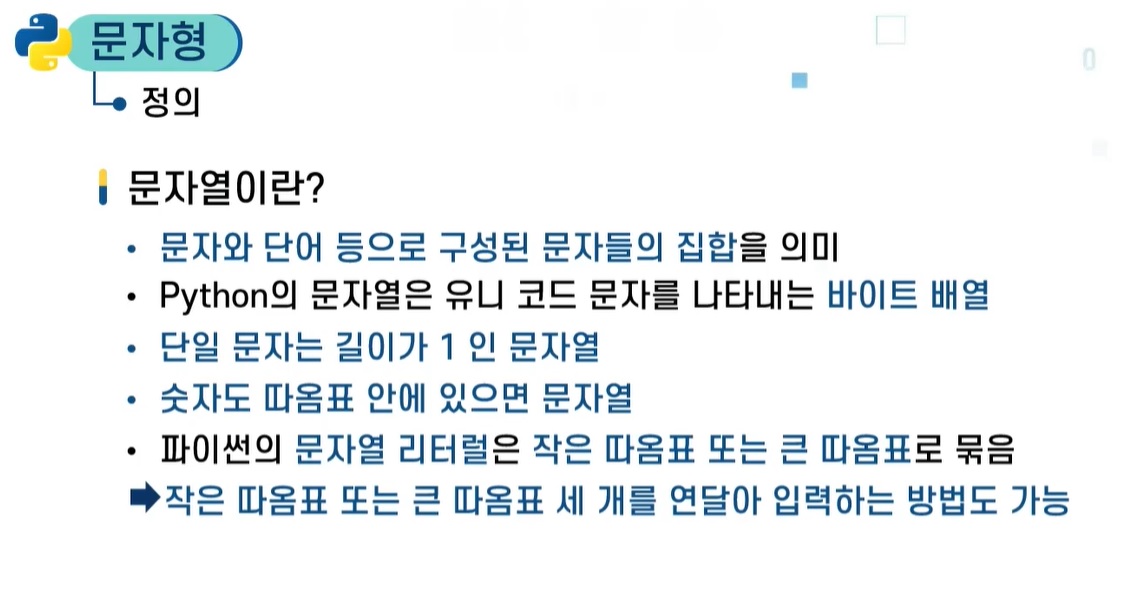 문자형
정의
문자열이란?
• 문자와 단어 등으로 구성된 문자들의 집합을 의미
• Python의 문자열은 유니 코드 문자를 나타내는 바이트 배열
• 단일 문자는 길이가 1 인 문자열
• 숫자도 따옴표 안에 있으면 문자열
• 파이썬의 문자열 리터럴은 작은 따옴표 또는 큰 따옴표로 묶음
➡작은 따옴표 또는 큰 따옴표 세 개를 연달아 입력하는 방법도 가능
0